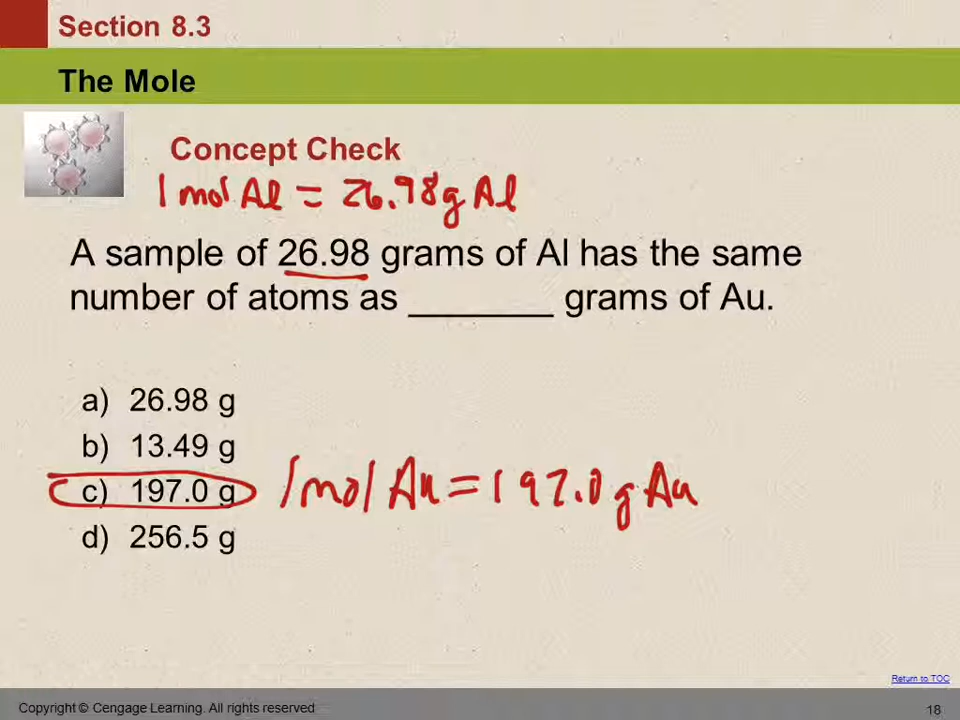 Section 8.3
The Mole
Concept Check
1 mol Al = 26.98g Al
A sample of 26.98 grams of Al has the same
number of atoms as _______ grams of Au.
a) 26.98 g
b) 13.49 g
c) 197.0 g
1 mol Au = 197.0 g Au
d) 256.5 g
Return to TOC
Copyright © Cengage Learning. All rights reserved
18